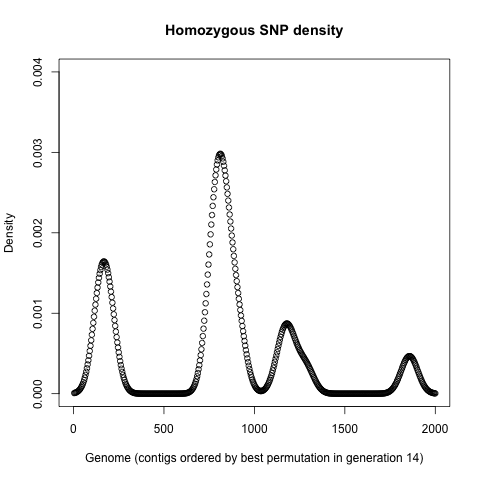 Homozygous SNP density
0.004
0.003
0.002
0.001
0.000
Density
0 500 1000 1500 2000
Genome (contigs ordered by best permutation in generation 14)